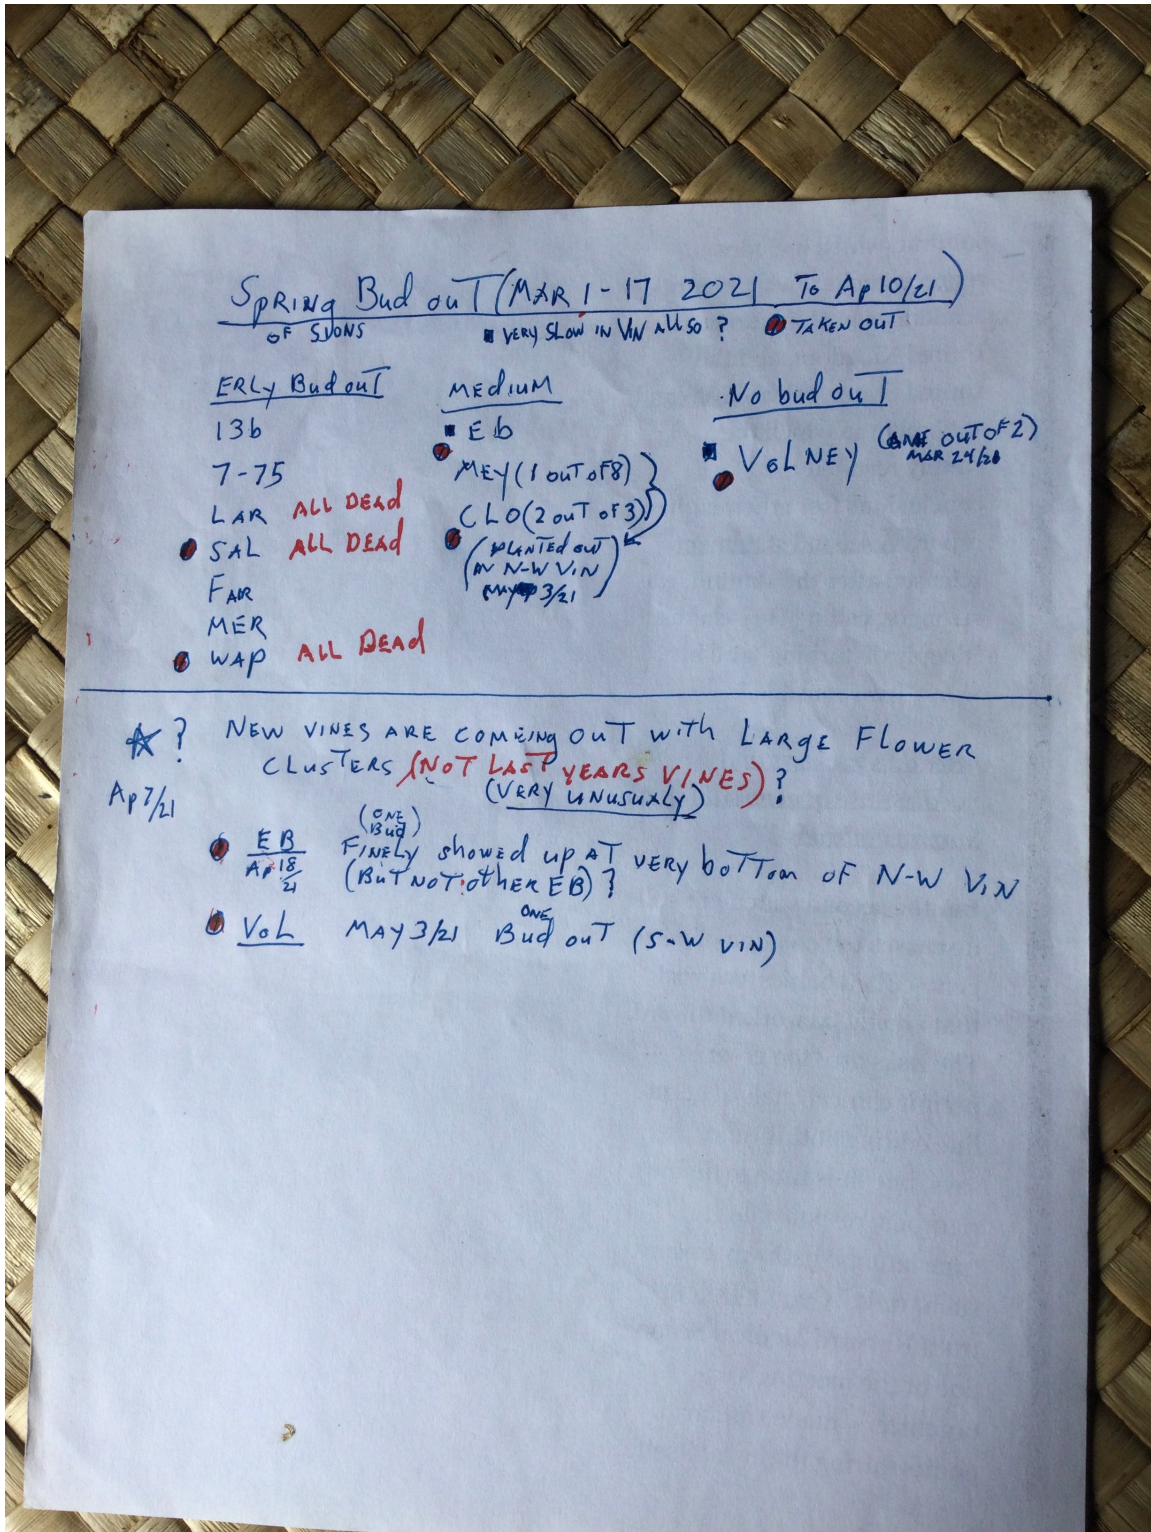 SPRING Bud ouT (MAR 1-17 2021 To Ap 10/21)
OF SIONS ■ VERY SLOW IN VIN ALLSO ? TAKEN OUT
ERLy Bud ouT
13b
7-75
LAR ALL DEAd
SAL ALL DEAd
FAIR
MER
WAP ALL DEAd
MEdiuM
■ Eb
MEY (1 ouT oF 8)
CLO (2 ouT oF 3)
(PLANTEd ouT
IN N-W VIN
MAY 3/21)
No bud ouT
■ VoLNEY ( OUT OF 2)
MAR 24/21
☆? NEW VINES ARE COMEING OUT with LARGE FLOWER
CLUSTERS (NOT LAST YEARS VINES) ?
Ap 7/21 (VERY UNUSUALY)
(ONE
Bud)
EB FINELY showEd up AT VERY boTTom OF N-W VIN
Ap 18/21 (BuT NOT OTHER EB) ?
ONE
VoL MAY 3/21 Bud ouT (S-W VIN)